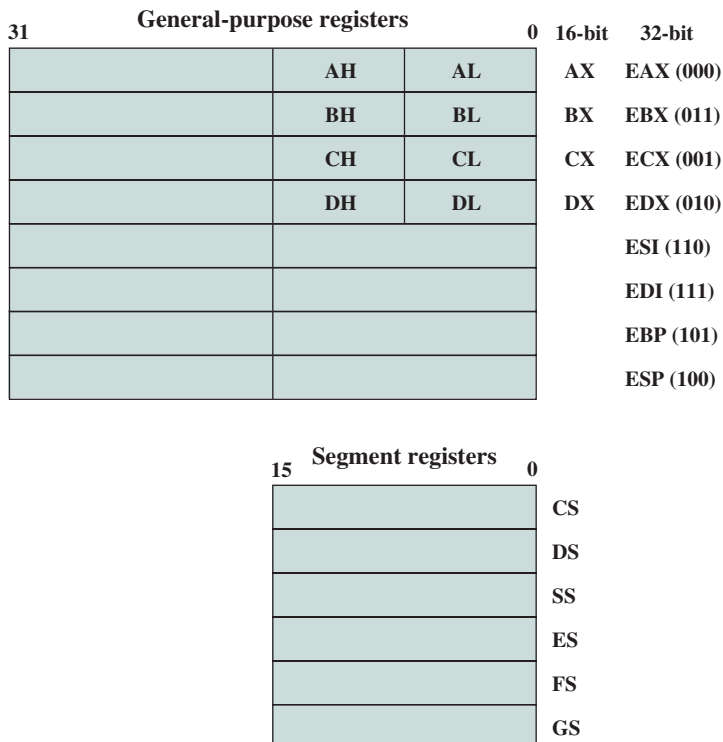 General-purpose registers
31 0 16-bit 32-bit
AH AL AX EAX (000)
BH BL BX EBX (011)
CH CL CX ECX (001)
DH DL DX EDX (010)
ESI (110)
EDI (111)
EBP (101)
ESP (100)
Segment registers
15 0
CS
DS
SS
ES
FS
GS